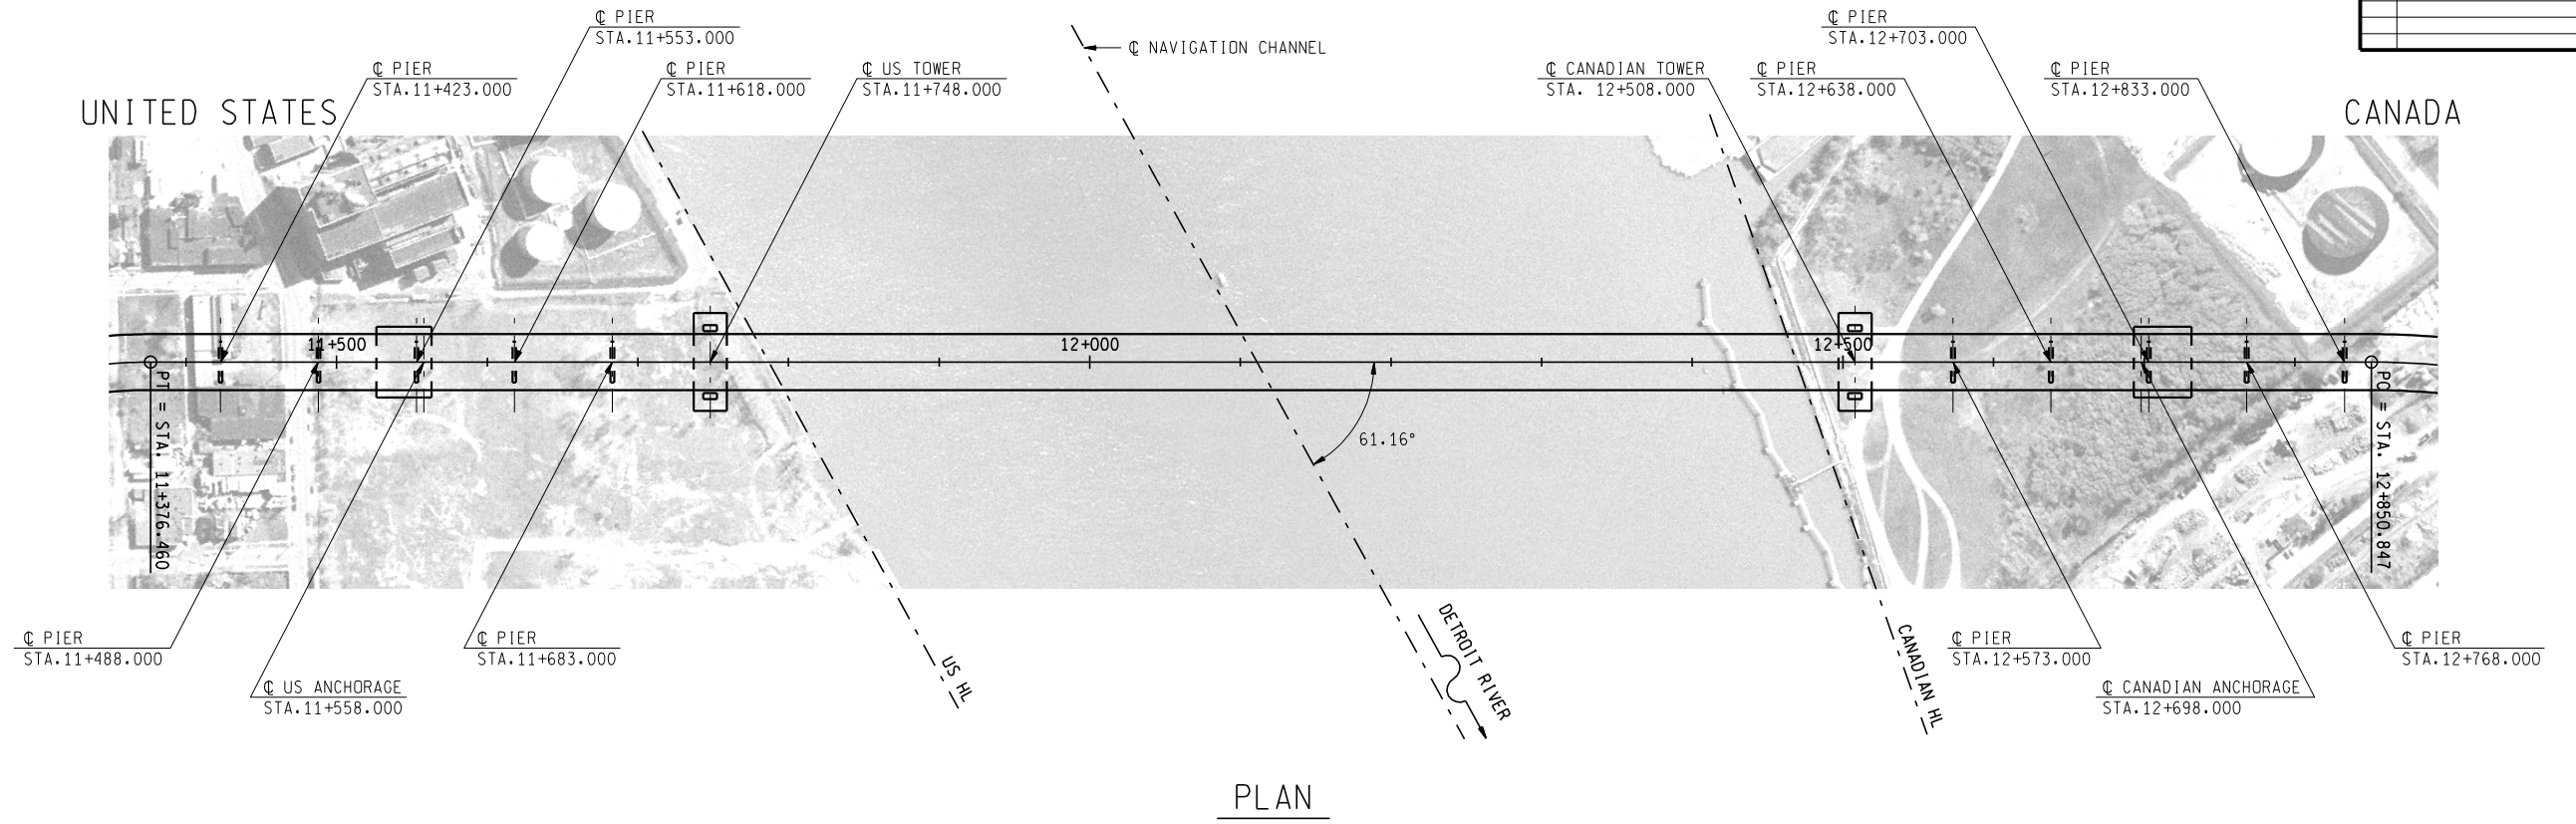 ℄ PIER
STA.11+553.000
℄ PIER
STA.12+703.000
℄ NAVIGATION CHANNEL
℄ PIER
STA.11+423.000
℄ PIER
STA.11+618.000
℄ US TOWER
STA.11+748.000
℄ CANADIAN TOWER
STA. 12+508.000
℄ PIER
STA.12+638.000
℄ PIER
STA.12+833.000
UNITED STATES
CANADA
11+500
12+000
12+500
PT = STA. 11+376.460
61.16°
PC = STA. 12+850.847
℄ PIER
STA.11+488.000
℄ US ANCHORAGE
STA.11+558.000
℄ PIER
STA.11+683.000
US HL
DETROIT RIVER
CANADIAN HL
℄ PIER
STA.12+573.000
℄ CANADIAN ANCHORAGE
STA.12+698.000
℄ PIER
STA.12+768.000
PLAN